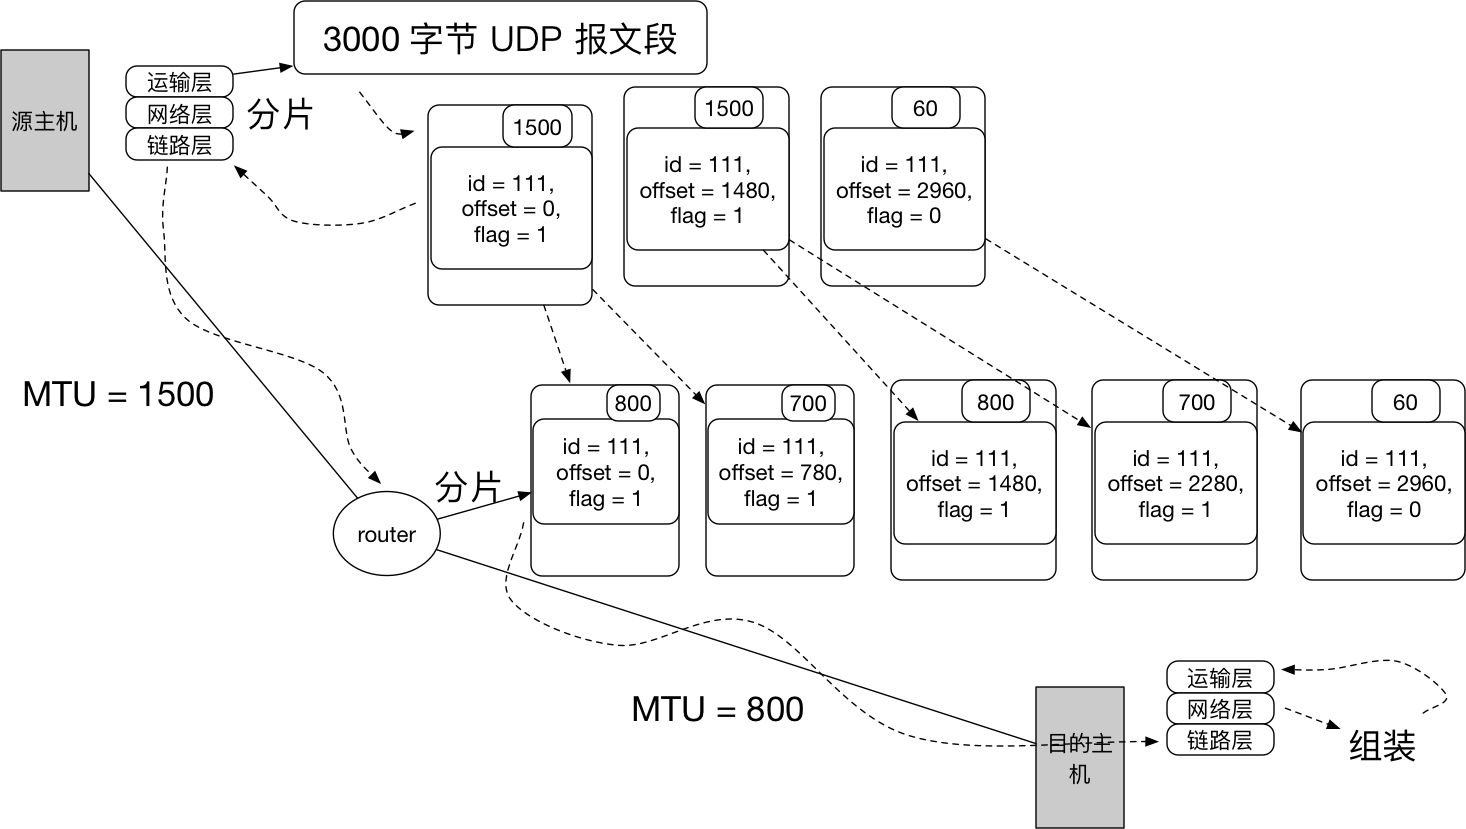 3000 字节 UDP 报文段
源主机
运输层
网络层
链路层
分片
1500
id = 111,
offset = 0,
flag = 1
1500
id = 111,
offset = 1480,
flag = 1
60
id = 111,
offset = 2960,
flag = 0
MTU = 1500
router
分片
800
id = 111,
offset = 0,
flag = 1
700
id = 111,
offset = 780,
flag = 1
800
id = 111,
offset = 1480,
flag = 1
700
id = 111,
offset = 2280,
flag = 1
60
id = 111,
offset = 2960,
flag = 0
MTU = 800
目的主
机
运输层
网络层
链路层
组装